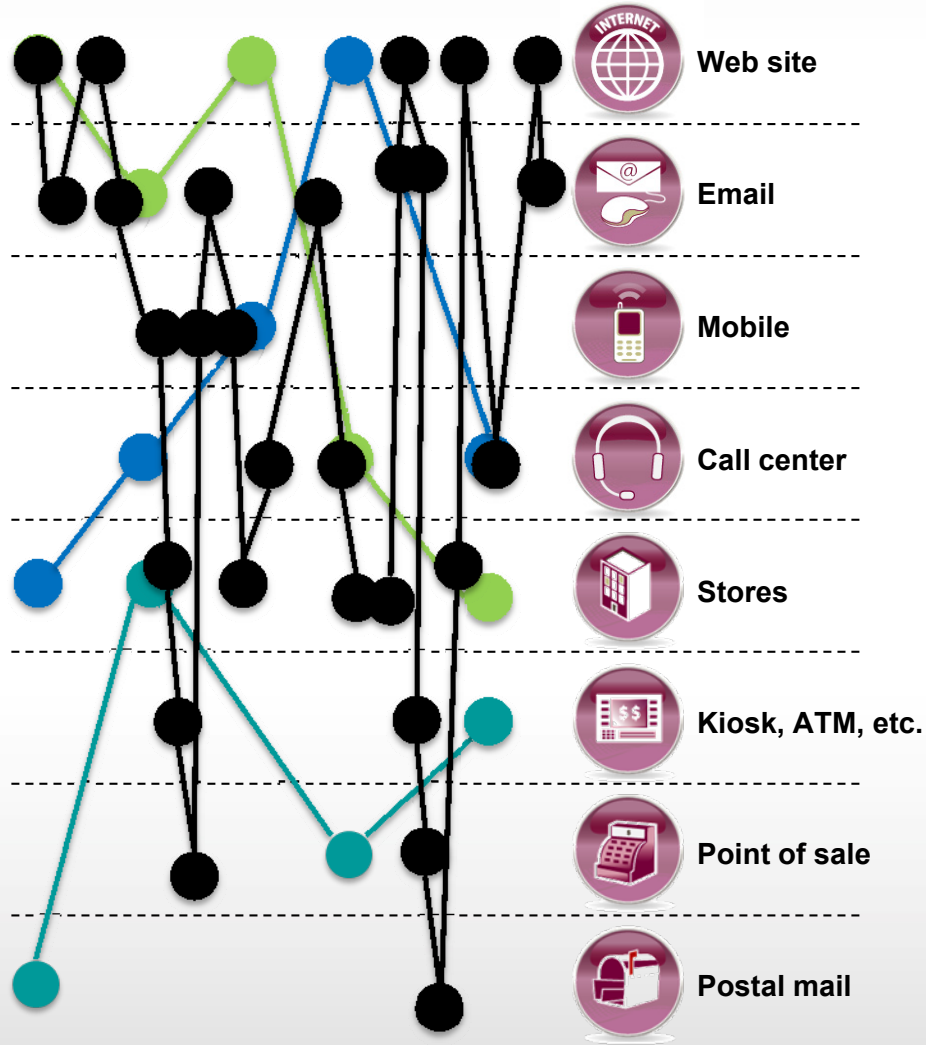 INTERNET
Web site
@
Email
Mobile
Call center
Stores
$$
Kiosk, ATM, etc.
Point of sale
Postal mail